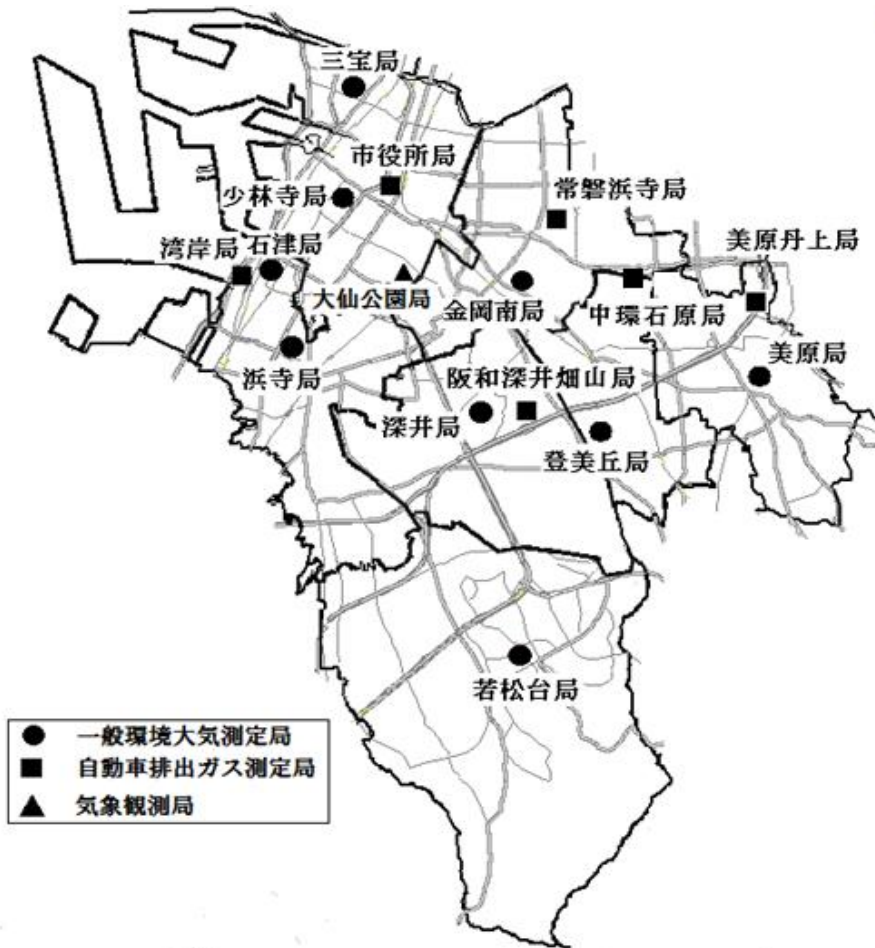 三宝局
市役所局
少林寺局
常磐浜寺局
湾岸局
石津局
美原丹上局
大仙公園局
金岡南局
中環石原局
浜寺局
阪和深井畑山局
美原局
深井局
登美丘局
若松台局
一般環境大気測定局
自動車排出ガス測定局
気象観測局